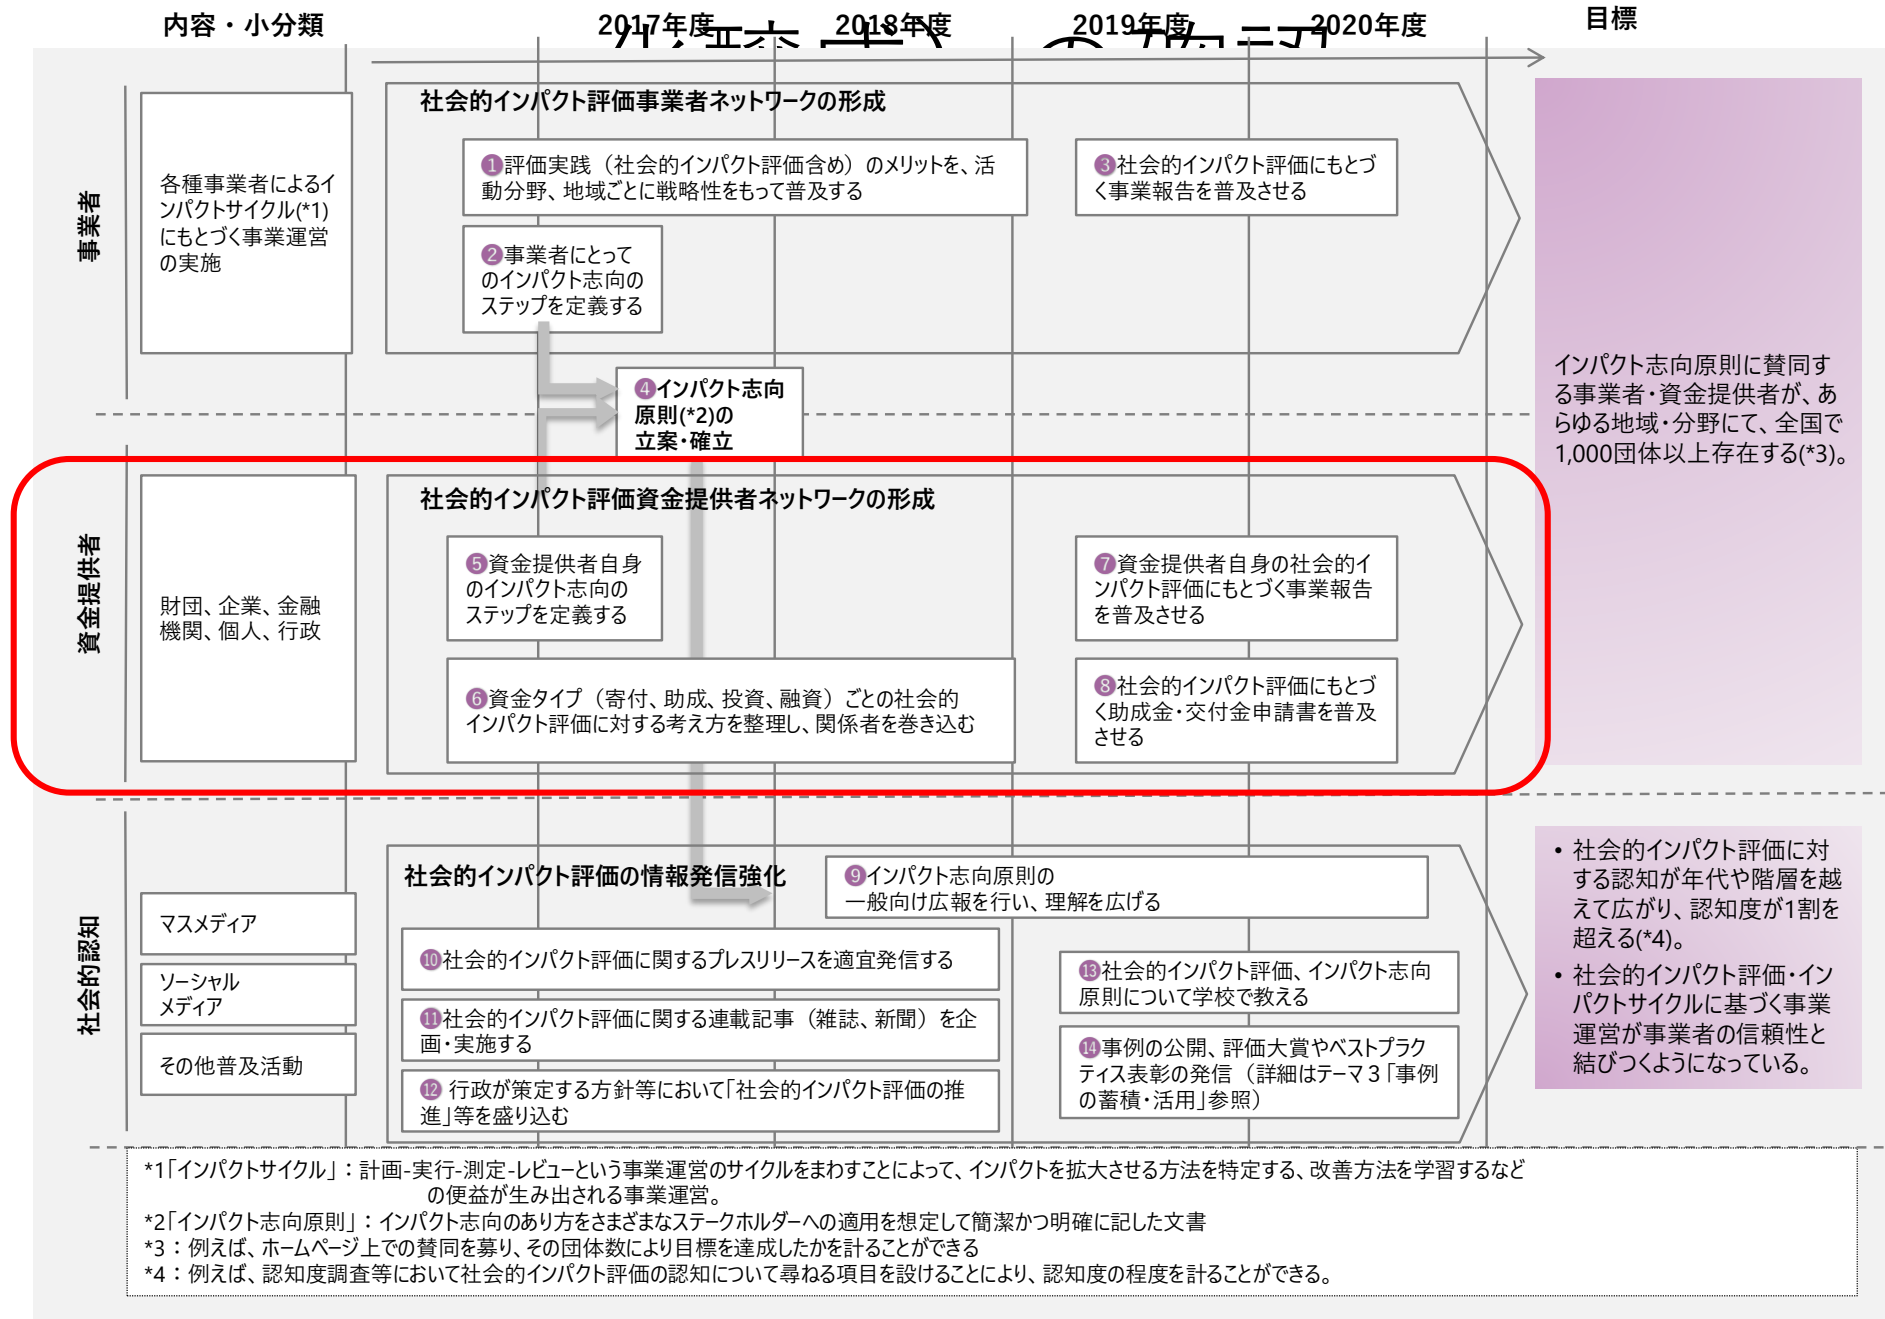 内容・小分類
2017年度
2018年度
2019年度
2020年度
目標
事業者
各種事業者によるイ
ンパクトサイクル(*1)
にもとづく事業運営
の実施
社会的インパクト評価事業者ネットワークの形成
❶評価実践（社会的インパクト評価含め）のメリットを、活
動分野、地域ごとに戦略性をもって普及する
❸社会的インパクト評価にもとづ
く事業報告を普及させる
❷事業者にとって
のインパクト志向の
ステップを定義する
❹インパクト志向
原則(*2)の
立案・確立
インパクト志向原則に賛同す
る事業者・資金提供者が、あ
らゆる地域・分野にて、全国で
1,000団体以上存在する(*3)。
資金提供者
財団、企業、金融
機関、個人、行政
社会的インパクト評価資金提供者ネットワークの形成
❺資金提供者自身
のインパクト志向の
ステップを定義する
❼資金提供者自身の社会的イ
ンパクト評価にもとづく事業報告
を普及させる
❻資金タイプ（寄付、助成、投資、融資）ごとの社会的
インパクト評価に対する考え方を整理し、関係者を巻き込む
❽社会的インパクト評価にもとづ
く助成金・交付金申請書を普及
させる
社会的認知
マスメディア
ソーシャル
メディア
その他普及活動
社会的インパクト評価の情報発信強化
❾インパクト志向原則の
一般向け広報を行い、理解を広げる
❿社会的インパクト評価に関するプレスリリースを適宜発信する
⓫社会的インパクト評価に関する連載記事（雑誌、新聞）を企
画・実施する
⓬ 行政が策定する方針等において「社会的インパクト評価の推
進」等を盛り込む
⓭社会的インパクト評価、インパクト志向
原則について学校で教える
⓮事例の公開、評価大賞やベストプラク
ティス表彰の発信（詳細はテーマ３「事例
の蓄積・活用」参照）
• 社会的インパクト評価に対
する認知が年代や階層を越
えて広がり、認知度が1割を
超える(*4)。
• 社会的インパクト評価・イン
パクトサイクルに基づく事業
運営が事業者の信頼性と
結びつくようになっている。
*1「インパクトサイクル」：計画-実行-測定-レビューという事業運営のサイクルをまわすことによって、インパクトを拡大させる方法を特定する、改善方法を学習するなど
の便益が生み出される事業運営。
*2「インパクト志向原則」：インパクト志向のあり方をさまざまなステークホルダーへの適用を想定して簡潔かつ明確に記した文書
*3：例えば、ホームページ上での賛同を募り、その団体数により目標を達成したかを計ることができる
*4：例えば、認知度調査等において社会的インパクト評価の認知について尋ねる項目を設けることにより、認知度の程度を計ることができる。